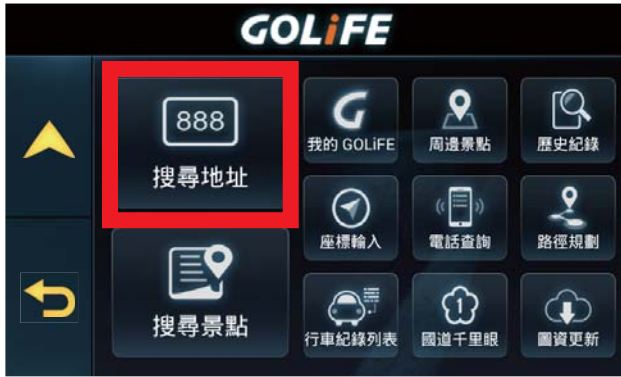 GOLiFE
888
搜尋地址
我的 GOLiFE
周邊景點
歷史紀錄
座標輸入
電話查詢
路徑規劃
搜尋景點
行車紀錄列表
1
國道千里眼
圖資更新